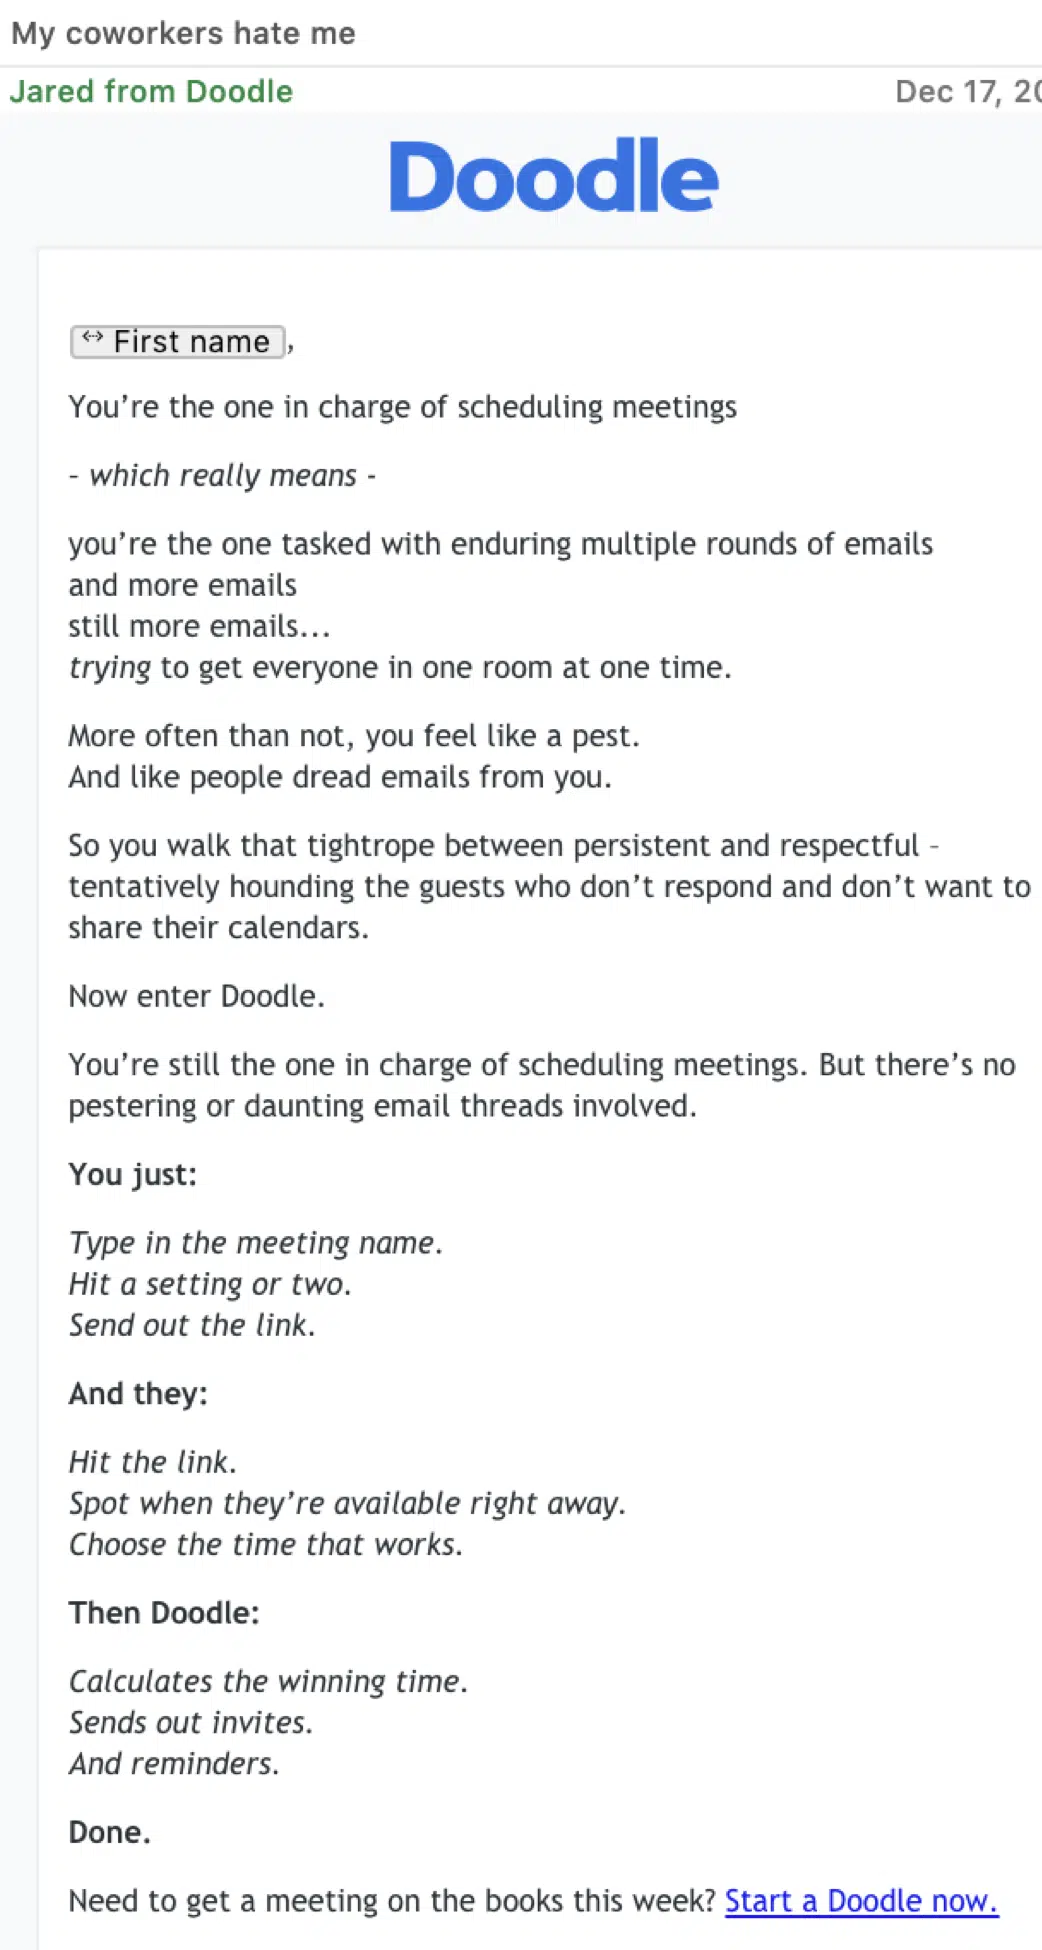 My coworkers hate me
Jared from Doodle
Dec 17, 20
Doodle
First name ,
You’re the one in charge of scheduling meetings
– which really means -
you’re the one tasked with enduring multiple rounds of emails
and more emails
still more emails...
trying to get everyone in one room at one time.
More often than not, you feel like a pest.
And like people dread emails from you.
So you walk that tightrope between persistent and respectful –
tentatively hounding the guests who don’t respond and don’t want to
share their calendars.
Now enter Doodle.
You’re still the one in charge of scheduling meetings. But there’s no
pestering or daunting email threads involved.
You just:
Type in the meeting name.
Hit a setting or two.
Send out the link.
And they:
Hit the link.
Spot when they’re available right away.
Choose the time that works.
Then Doodle:
Calculates the winning time.
Sends out invites.
And reminders.
Done.
Need to get a meeting on the books this week? Start a Doodle now.